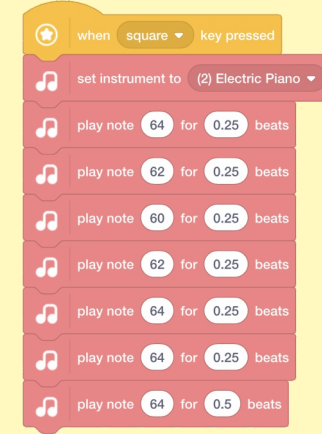 when square key pressed
set instrument to (2) Electric Piano
play note 64 for 0.25 beats
play note 62 for 0.25 beats
play note 60 for 0.25 beats
play note 62 for 0.25 beats
play note 64 for 0.25 beats
play note 64 for 0.25 beats
play note 64 for 0.5 beats